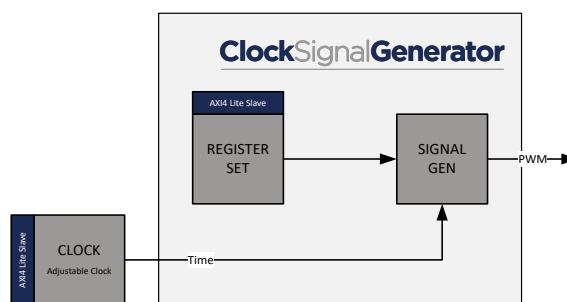 ClockSignalGenerator
AXI4 Lite Slave
REGISTER
SET
SIGNAL
GEN
PWM
AXI4 Lite Slave
CLOCK
Adjustable Clock
Time